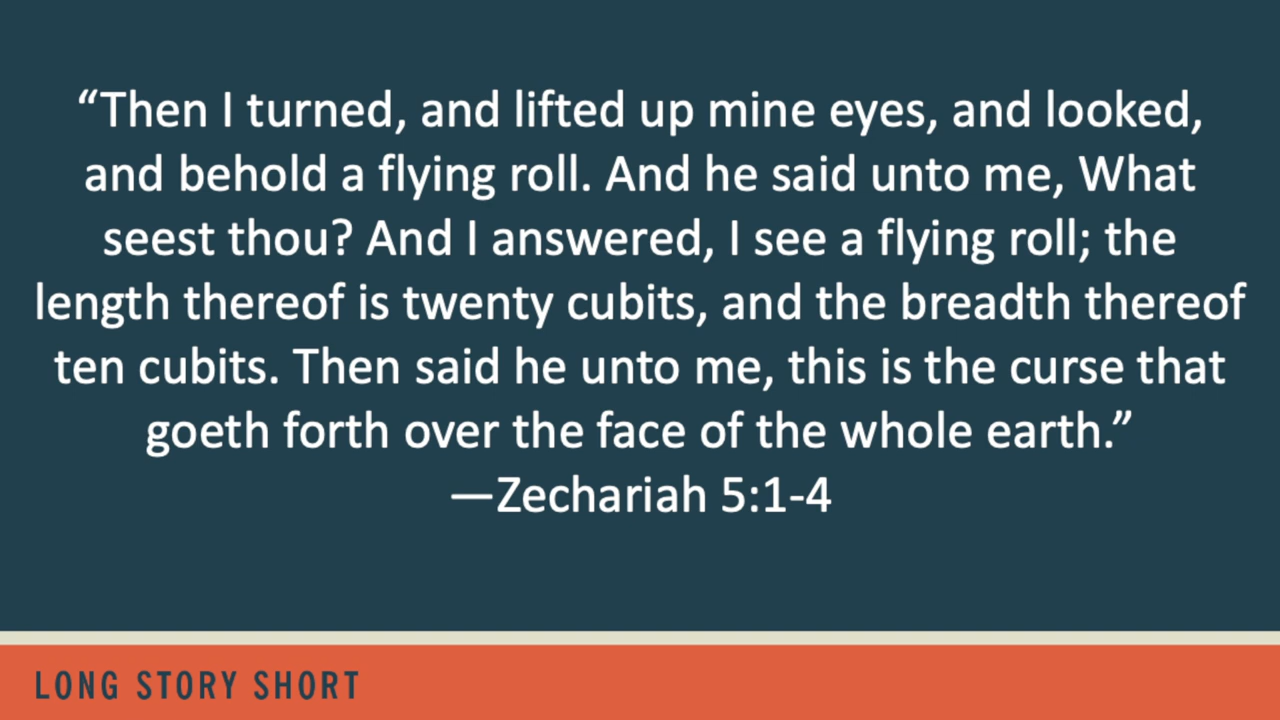 “Then I turned, and lifted up mine eyes, and looked,
and behold a flying roll. And he said unto me, What
seest thou? And I answered, I see a flying roll; the
length thereof is twenty cubits, and the breadth thereof
ten cubits. Then said he unto me, this is the curse that
goeth forth over the face of the whole earth.”
—Zechariah 5:1-4
LONG STORY SHORT